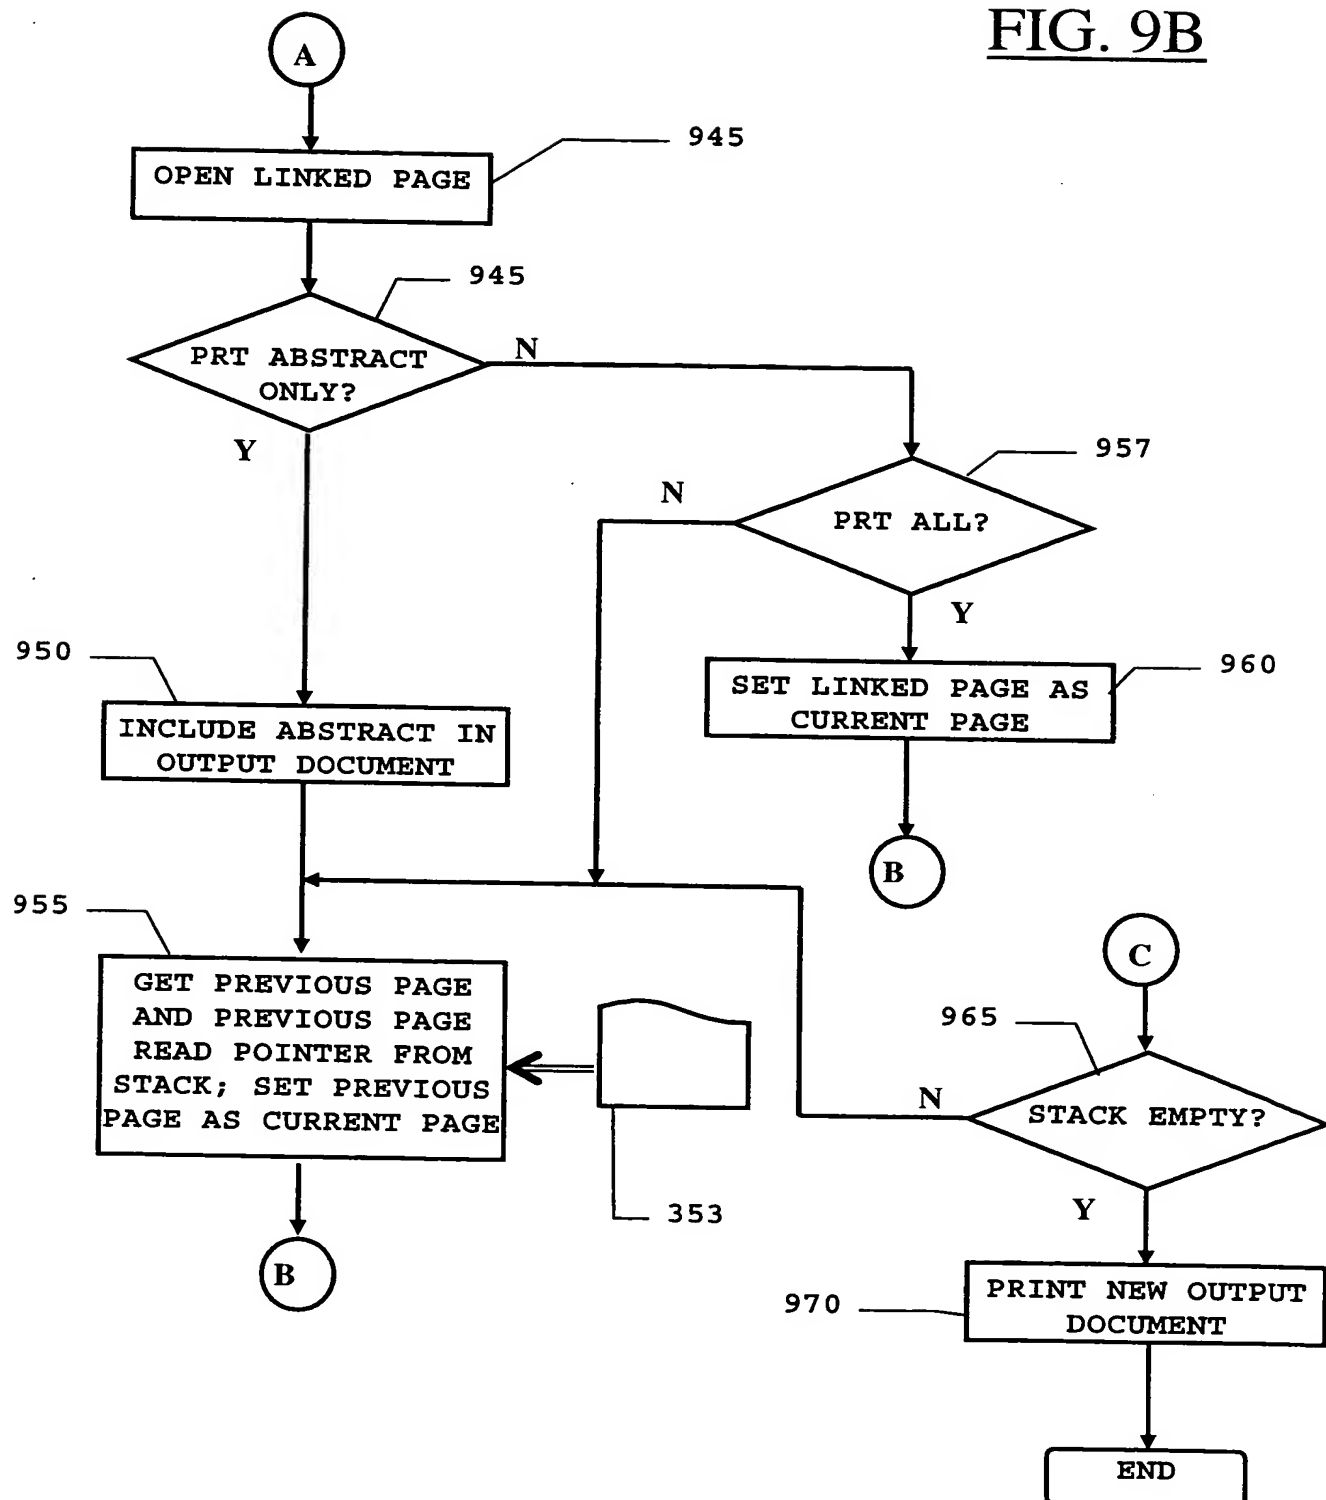 FIG. 9B
A
945
OPEN LINKED PAGE
945
PRT ABSTRACT
ONLY?
N
Y
957
N
PRT ALL?
Y
950
960
SET LINKED PAGE AS
CURRENT PAGE
INCLUDE ABSTRACT IN
OUTPUT DOCUMENT
B
955
C
GET PREVIOUS PAGE
AND PREVIOUS PAGE
READ POINTER FROM
STACK; SET PREVIOUS
PAGE AS CURRENT PAGE
965
N
STACK EMPTY?
353
Y
B
970
PRINT NEW OUTPUT
DOCUMENT
END